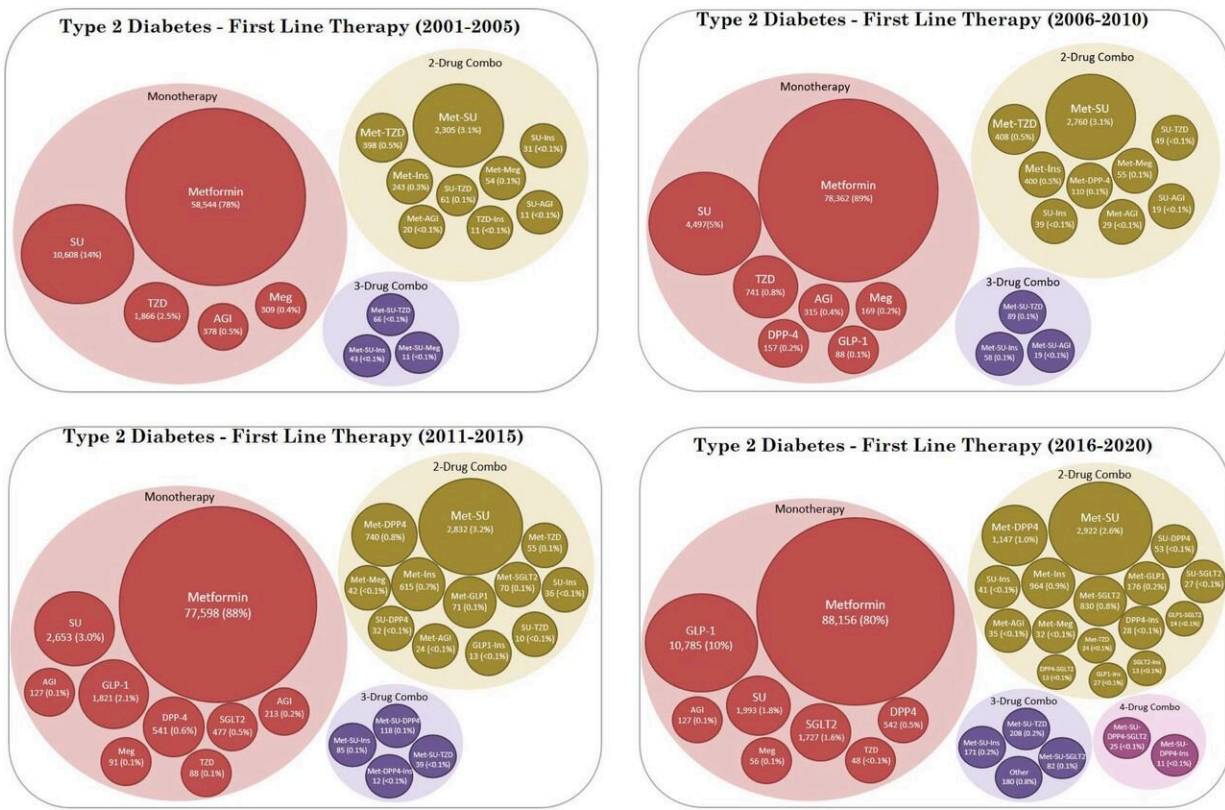 Type 2 Diabetes - First Line Therapy (2001-2005)
Monotherapy
Metformin
58,544 (78%)
SU
10,608 (14%)
TZD
1,866 (2.5%)
AGI
378 (0.5%)
Meg
309 (0.4%)
2-Drug Combo
Met-SU
2,305 (3.1%)
Met-TZD
398 (0.5%)
SU-Ins
31 (<0.1%)
Met-Ins
243 (0.3%)
SU-TZD
61 (0.1%)
Met-Meg
54 (0.1%)
SU-AGI
11 (<0.1%)
Met-AGI
20 (<0.1%)
TZD-Ins
11 (<0.1%)
3-Drug Combo
Met-SU-TZD
66 (<0.1%)
Met-SU-Ins
43 (<0.1%)
Met-SU-Meg
11 (<0.1%)
Type 2 Diabetes - First Line Therapy (2006-2010)
Monotherapy
Metformin
78,362 (89%)
SU
4,497(5%)
TZD
741 (0.8%)
AGI
315 (0.4%)
Meg
169 (0.2%)
DPP-4
157 (0.2%)
GLP-1
88 (0.1%)
2-Drug Combo
Met-SU
2,760 (3.1%)
Met-TZD
408 (0.5%)
SU-TZD
49 (<0.1%)
Met-Ins
400 (0.5%)
Met-DPP-4
110 (0.1%)
Met-Meg
55 (0.1%)
SU-AGI
19 (<0.1%)
SU-Ins
39 (<0.1%)
Met-AGI
29 (<0.1%)
3-Drug Combo
Met-SU-TZD
89 (0.1%)
Met-SU-Ins
58 (0.1%)
Met-SU-AGI
19 (<0.1%)
Type 2 Diabetes - First Line Therapy (2011-2015)
Monotherapy
Metformin
77,598 (88%)
SU
2,653 (3.0%)
AGI
127 (0.1%)
GLP-1
1,821 (2.1%)
DPP-4
541 (0.6%)
SGLT2
477 (0.5%)
AGI
213 (0.2%)
Meg
91 (0.1%)
TZD
88 (0.1%)
2-Drug Combo
Met-SU
2,832 (3.2%)
Met-DPP4
740 (0.8%)
Met-TZD
55 (0.1%)
Met-Meg
42 (<0.1%)
Met-Ins
615 (0.7%)
Met-GLP1
71 (0.1%)
Met-SGLT2
70 (0.1%)
SU-Ins
36 (<0.1%)
SU-DPP4
32 (<0.1%)
Met-AGI
24 (<0.1%)
GLP1-Ins
13 (<0.1%)
SU-TZD
10 (<0.1%)
3-Drug Combo
Met-SU-DPP4
118 (0.1%)
Met-SU-Ins
85 (0.1%)
Met-SU-TZD
39 (<0.1%)
Met-DPP4-Ins
12 (<0.1%)
Type 2 Diabetes - First Line Therapy (2016-2020)
Monotherapy
Metformin
88,156 (80%)
GLP-1
10,785 (10%)
AGI
127 (0.1%)
SU
1,993 (1.8%)
SGLT2
1,727 (1.6%)
DPP4
542 (0.5%)
Meg
56 (0.1%)
TZD
48 (<0.1%)
2-Drug Combo
Met-SU
2,922 (2.6%)
Met-DPP4
1,147 (1.0%)
SU-DPP4
53 (<0.1%)
SU-Ins
41 (<0.1%)
Met-Ins
964 (0.9%)
Met-SGLT2
830 (0.8%)
Met-GLP1
176 (0.2%)
SU-SGLT2
27 (<0.1%)
Met-AGI
35 (<0.1%)
Met-Meg
32 (<0.1%)
Met-TZD
24 (<0.1%)
DPP4-Ins
28 (<0.1%)
GLP1-SGLT2
14 (<0.1%)
DPP4-SGLT2
13 (<0.1%)
GLP1-Ins
27 (<0.1%)
SGLT2-Ins
13 (<0.1%)
3-Drug Combo
Met-SU-TZD
208 (0.2%)
Met-SU-Ins
171 (0.2%)
Met-SU-SGLT2
82 (0.1%)
Other
180 (0.8%)
4-Drug Combo
Met-SU-
DPP4-SGLT2
25 (<0.1%)
Met-SU-
DPP4-Ins
11 (<0.1%)